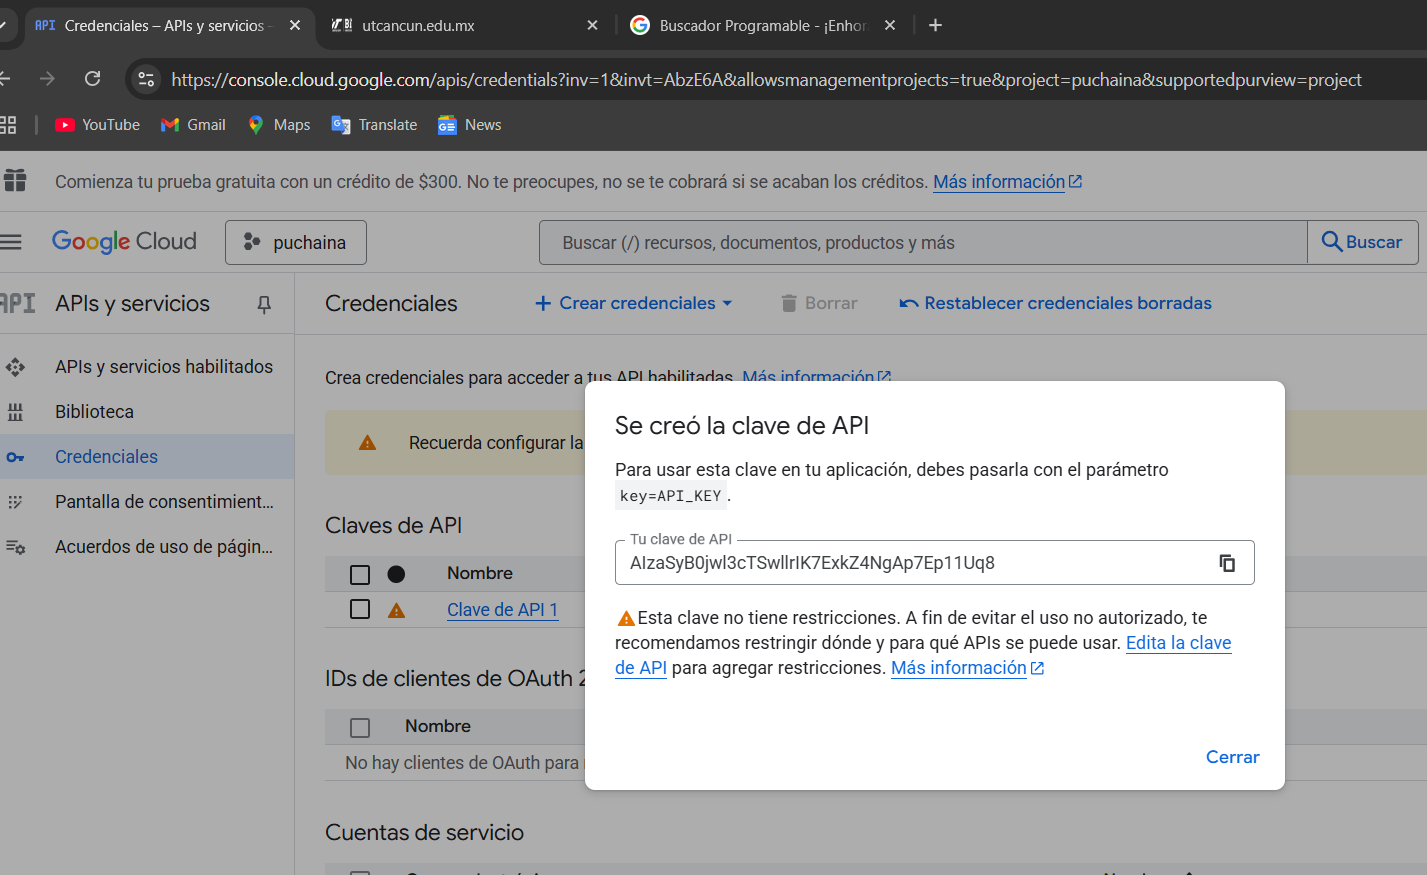 API Credenciales – APIs y servicios -
utcancun.edu.mx
Buscador Programable - ¡Enhor
https://console.cloud.google.com/apis/credentials?inv=1&invt=AbzE6A&allowsmanagementprojects=true&project=puchaina&supportedpurview=project
YouTube
Gmail
Maps
Translate
News
Comienza tu prueba gratuita con un crédito de $300. No te preocupes, no se te cobrará si se acaban los créditos. Más información
Google Cloud
puchaina
Buscar (/) recursos, documentos, productos y más
Buscar
API APIs y servicios
Credenciales
Crear credenciales
Borrar
Restablecer credenciales borradas
APIs y servicios habilitados
Biblioteca
Credenciales
Pantalla de consentimient...
Acuerdos de uso de págin...
Crea credenciales para acceder a tus API habilitadas. Más información
Recuerda configurar la
Claves de API
Nombre
Clave de API 1
IDs de clientes de OAuth 2
Nombre
No hay clientes de OAuth para
Cuentas de servicio
Se creó la clave de API
Para usar esta clave en tu aplicación, debes pasarla con el parámetro
key=API_KEY.
Tu clave de API
AIzaSyB0jwl3cTSwllrIK7ExkZ4NgAp7Ep11Uq8
Esta clave no tiene restricciones. A fin de evitar el uso no autorizado, te
recomendamos restringir dónde y para qué APIs se puede usar. Edita la clave
de API para agregar restricciones. Más información
Cerrar